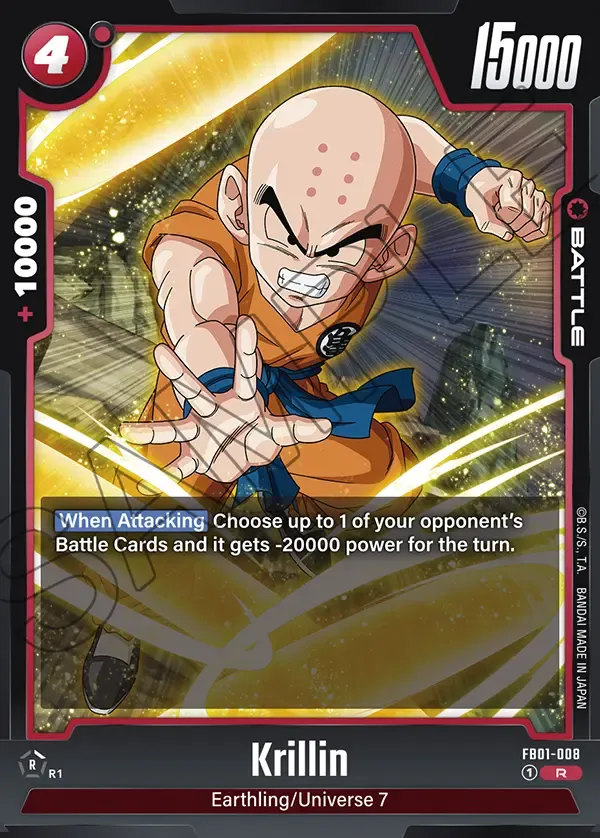 4
15000
+10000
BATTLE
SAMPLE
When Attacking Choose up to 1 of your opponent's
Battle Cards and it gets -20000 power for the turn.
©B.S./S., T.A. BANDAI MADE IN JAPAN
R
R1
Krillin
FB01-008
1 R
Earthling/Universe 7